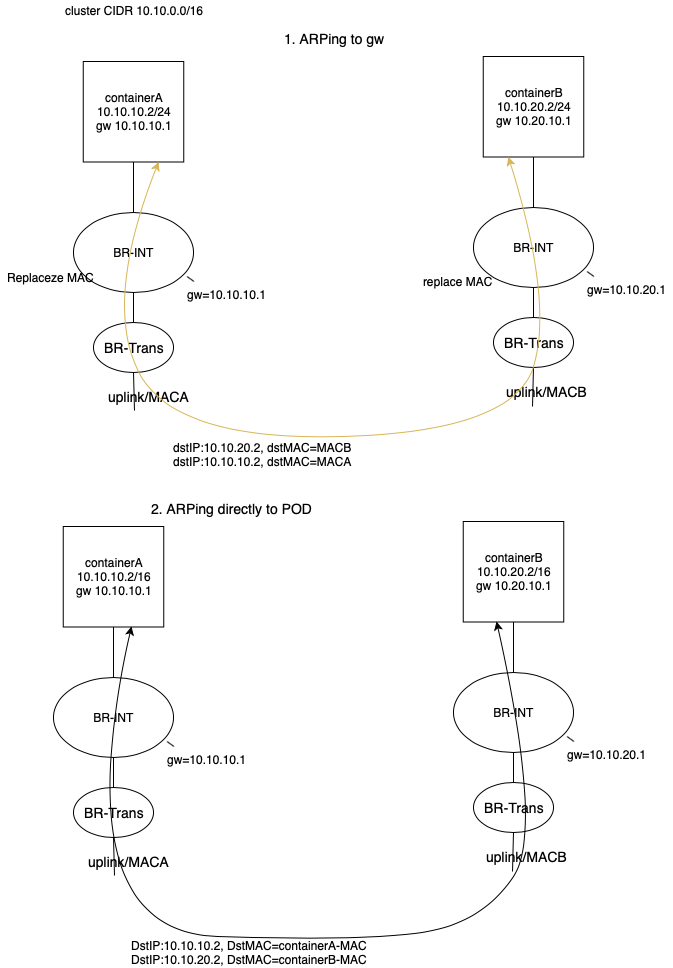 cluster CIDR 10.10.0.0/16
1. ARPing to gw
containerA
10.10.10.2/24
gw 10.10.10.1
containerB
10.10.20.2/24
gw 10.20.10.1
BR-INT
BR-INT
Replaceze MAC
gw=10.10.10.1
replace MAC
gw=10.10.20.1
BR-Trans
BR-Trans
uplink/MACA
uplink/MACB
dstIP:10.10.20.2, dstMAC=MACB
dstIP:10.10.10.2, dstMAC=MACA
2. ARPing directly to POD
containerA
10.10.10.2/16
gw 10.10.10.1
containerB
10.10.20.2/16
gw 10.20.10.1
BR-INT
BR-INT
gw=10.10.10.1
gw=10.10.20.1
BR-Trans
BR-Trans
uplink/MACA
uplink/MACB
DstIP:10.10.10.2, DstMAC=containerA-MAC
DstIP:10.10.20.2, DstMAC=containerB-MAC